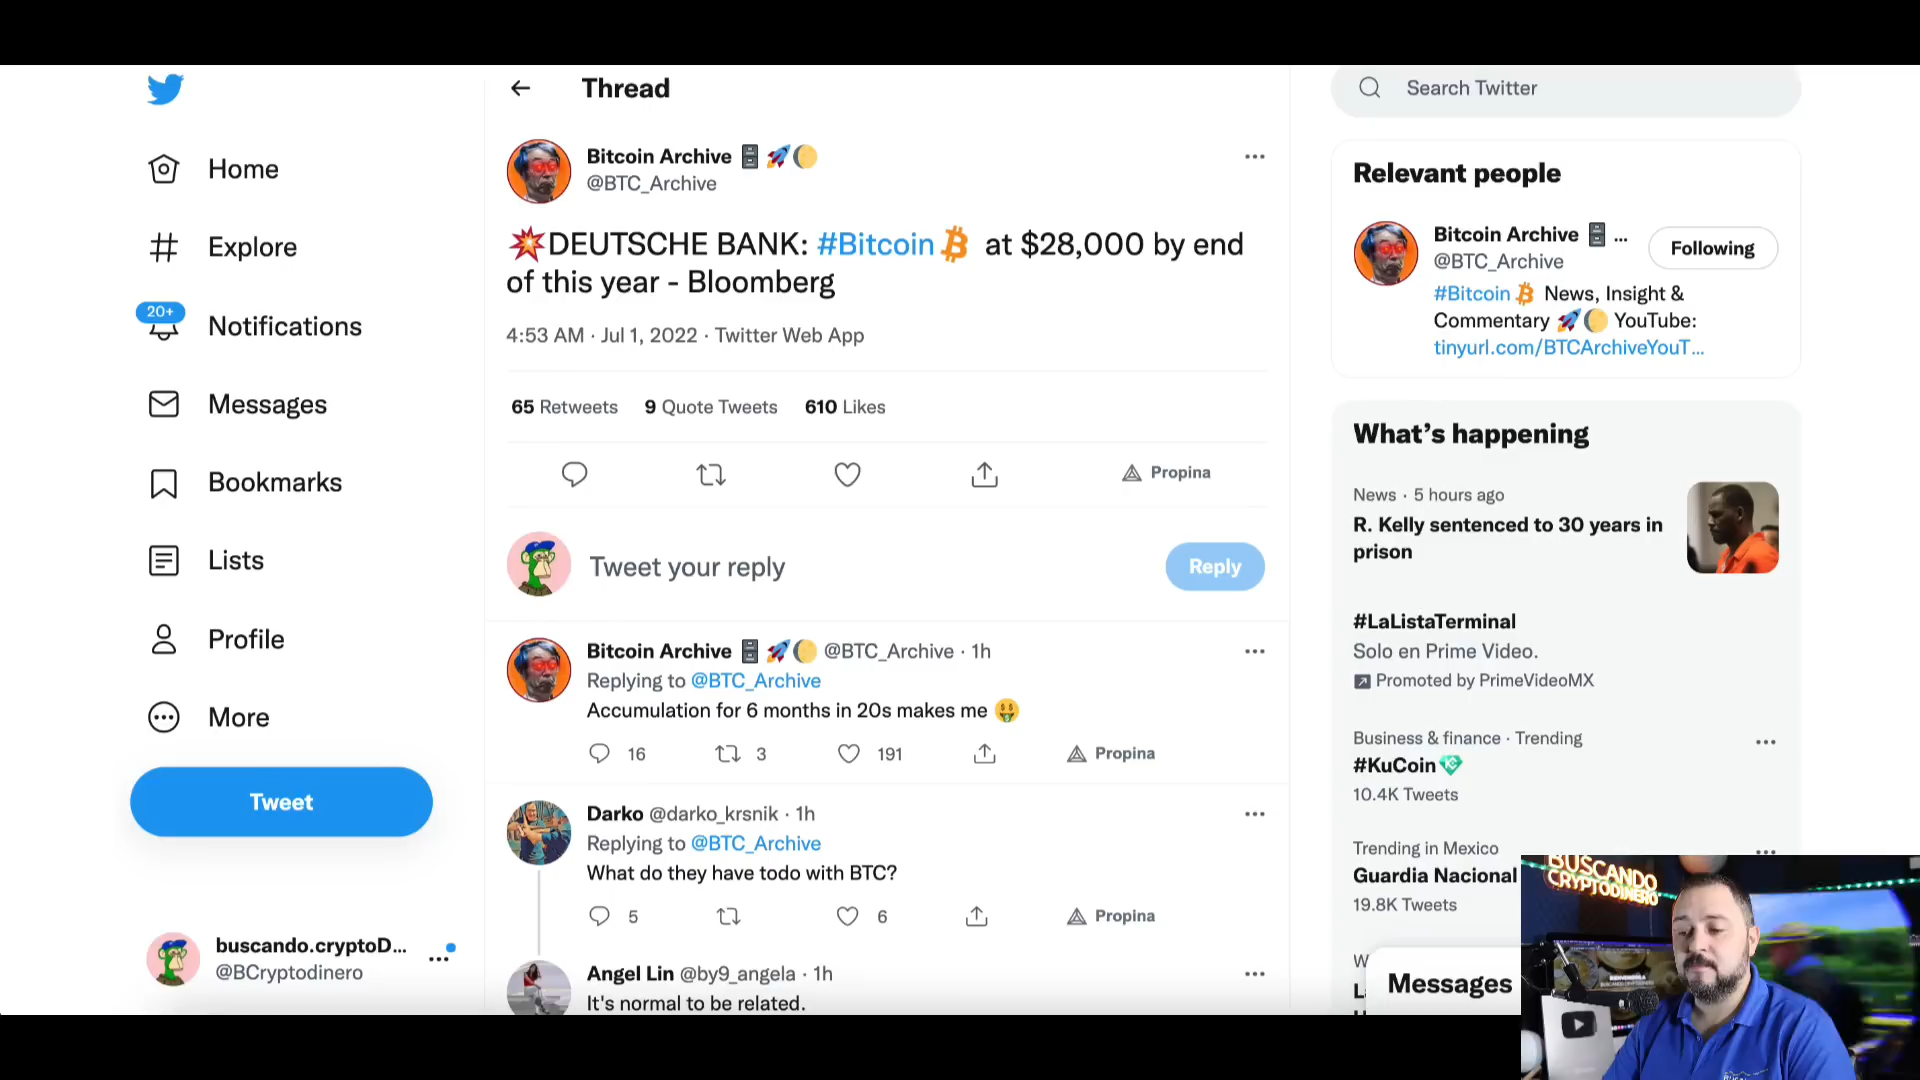 Thread
Search Twitter
Home
Explore
20+
Notifications
Messages
Bookmarks
Lists
Profile
More
Tweet
buscando.cryptoD...
@BCryptodinero
Bitcoin Archive
@BTC_Archive
DEUTSCHE BANK: #Bitcoin at $28,000 by end
of this year - Bloomberg
4:53 AM · Jul 1, 2022 · Twitter Web App
65 Retweets 9 Quote Tweets 610 Likes
Propina
Tweet your reply
Reply
Bitcoin Archive @BTC_Archive · 1h
Replying to @BTC_Archive
Accumulation for 6 months in 20s makes me
16 3 191 Propina
Darko @darko_krsnik · 1h
Replying to @BTC_Archive
What do they have todo with BTC?
5 6 Propina
Angel Lin @by9_angela · 1h
It's normal to be related.
Relevant people
Bitcoin Archive ...
@BTC_Archive
Following
#Bitcoin News, Insight &
Commentary YouTube:
tinyurl.com/BTCArchiveYouT...
What's happening
News · 5 hours ago
R. Kelly sentenced to 30 years in
prison
#LaListaTerminal
Solo en Prime Video.
Promoted by PrimeVideoMX
Business & finance · Trending
#KuCoin
10.4K Tweets
Trending in Mexico
Guardia Nacional
19.8K Tweets
Messages
BUSCANDO
CRYPTODINERO